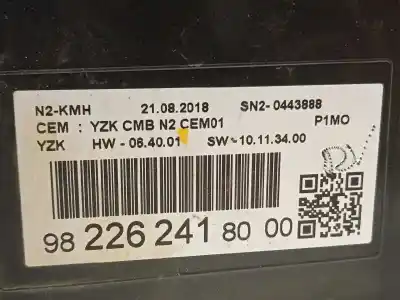 N2-KMH 21.08.2018 SN2-0443888
CEM : YZK CMB N2 CEM01 P1MO
YZK HW-06.40.01 SW-10.11.34.00
98 226 241 80 00